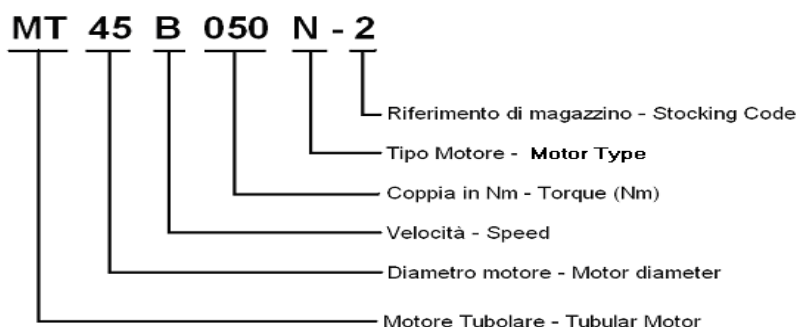 MT 45 B 050 N - 2
Riferimento di magazzino - Stocking Code
Tipo Motore - Motor Type
Coppia in Nm - Torque (Nm)
Velocità - Speed
Diametro motore - Motor diameter
Motore Tubolare - Tubular Motor